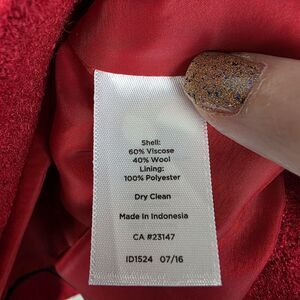 Shell:
60% Viscose
40% Wool
Lining:
100% Polyester
Dry Clean
Made In Indonesia
CA #23147
ID1524 07/16